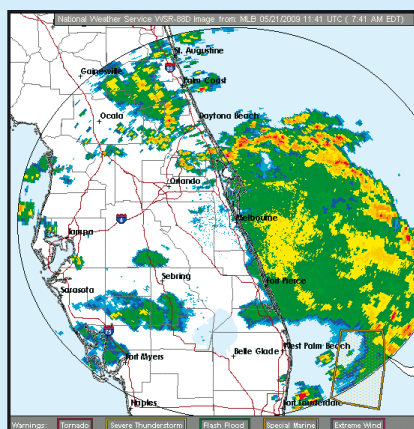 National Weather Service WSR-88D Image from: MLB 05/21/2009 11:41 UTC ( 7:41 AM EDT)
St. Augustine
Gainesville
Palm Coast
Ocala
Daytona Beach
Orlando
4
Melbourne
Tampa
Fort Pierce
Sebring
Sarasota
West Palm Beach
Belle Glade
Fort Myers
Naples
Fort Lauderdale
Warnings: Tornado Severe Thunderstorm Flash Flood Special Marine Extreme Wind